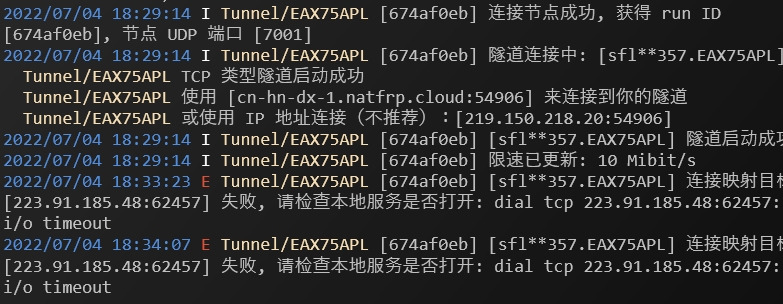 2022/07/04 18:29:14 I Tunnel/EAX75APL [674af0eb] 连接节点成功, 获得 run ID
[674af0eb], 节点 UDP 端口 [7001]
2022/07/04 18:29:14 I Tunnel/EAX75APL [674af0eb] 隧道连接中: [sfl**357.EAX75APL]
Tunnel/EAX75APL TCP 类型隧道启动成功
Tunnel/EAX75APL 使用 [cn-hn-dx-1.natfrp.cloud:54906] 来连接到你的隧道
Tunnel/EAX75APL 或使用 IP 地址连接（不推荐）：[219.150.218.20:54906]
2022/07/04 18:29:14 I Tunnel/EAX75APL [674af0eb] [sfl**357.EAX75APL] 隧道启动成功
2022/07/04 18:29:14 I Tunnel/EAX75APL [674af0eb] 限速已更新: 10 Mibit/s
2022/07/04 18:33:23 E Tunnel/EAX75APL [674af0eb] [sfl**357.EAX75APL] 连接映射目标
[223.91.185.48:62457] 失败, 请检查本地服务是否打开: dial tcp 223.91.185.48:62457:
i/o timeout
2022/07/04 18:34:07 E Tunnel/EAX75APL [674af0eb] [sfl**357.EAX75APL] 连接映射目标
[223.91.185.48:62457] 失败, 请检查本地服务是否打开: dial tcp 223.91.185.48:62457:
i/o timeout